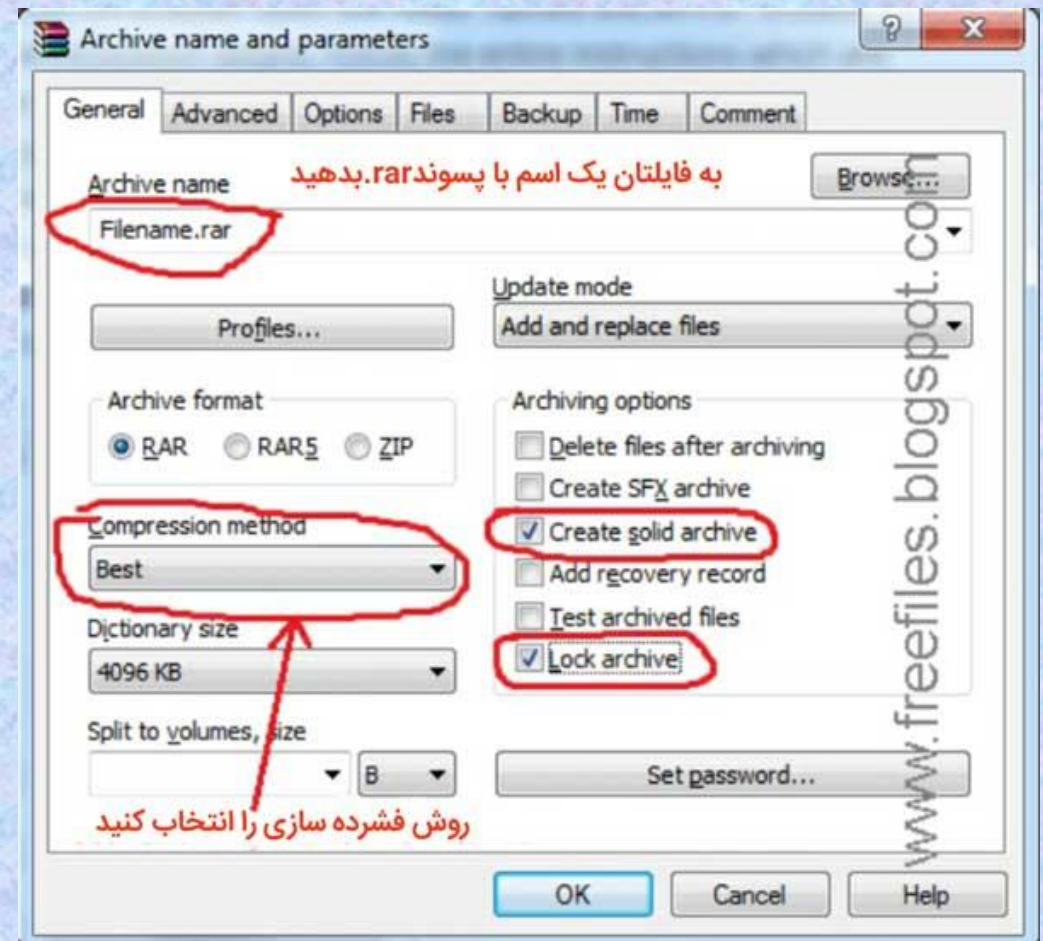 Archive name and parameters
General Advanced Options Files Backup Time Comment
به فایلتان یک اسم با پسوند.rar بدهید
Archive name
Browse...
Filename.rar
Update mode
Profiles...
Add and replace files
Archive format
Archiving options
RAR RAR5 ZIP
Delete files after archiving
Create SFX archive
Compression method
Create solid archive
Best
Add recovery record
Dictionary size
Test archived files
4096 KB
Lock archive
Split to volumes, size
B
Set password...
روش فشرده سازی را انتخاب کنید
OK Cancel Help
www.freefiles.blogspot.com